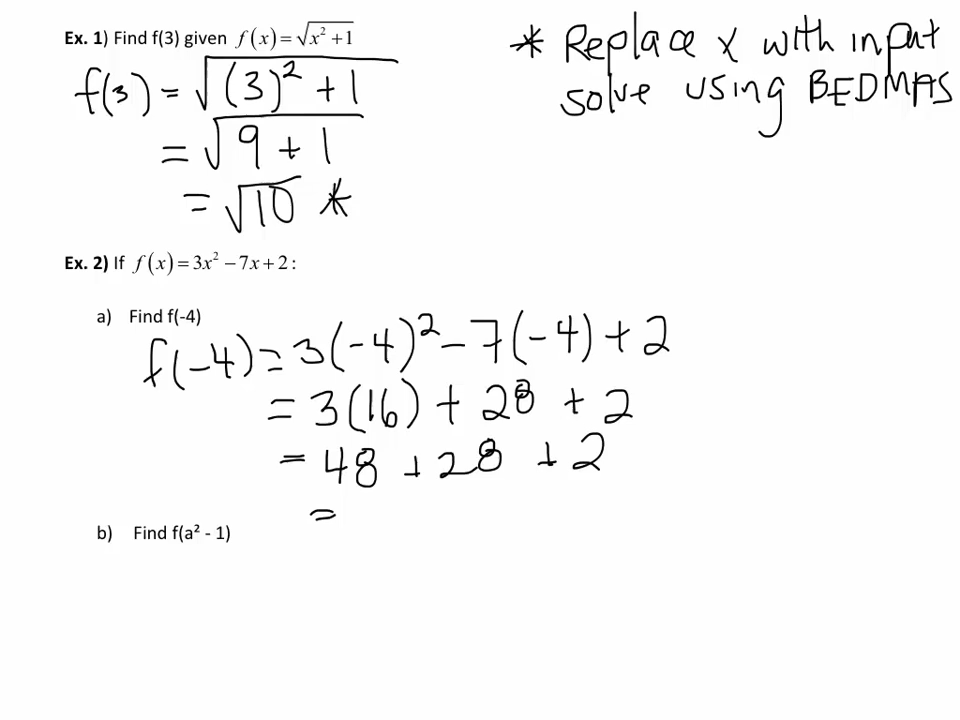 Ex. 1) Find f(3) given f(x) = √(x² + 1)
* Replace x with input
solve using BEDMAS
f(3) = √((3)² + 1)
= √(9 + 1)
= √10 *
Ex. 2) If f(x) = 3x² − 7x + 2 :
a) Find f(-4)
f(-4) = 3(-4)² - 7(-4) + 2
= 3(16) + 28 + 2
= 48 + 28 + 2
=
b) Find f(a² - 1)